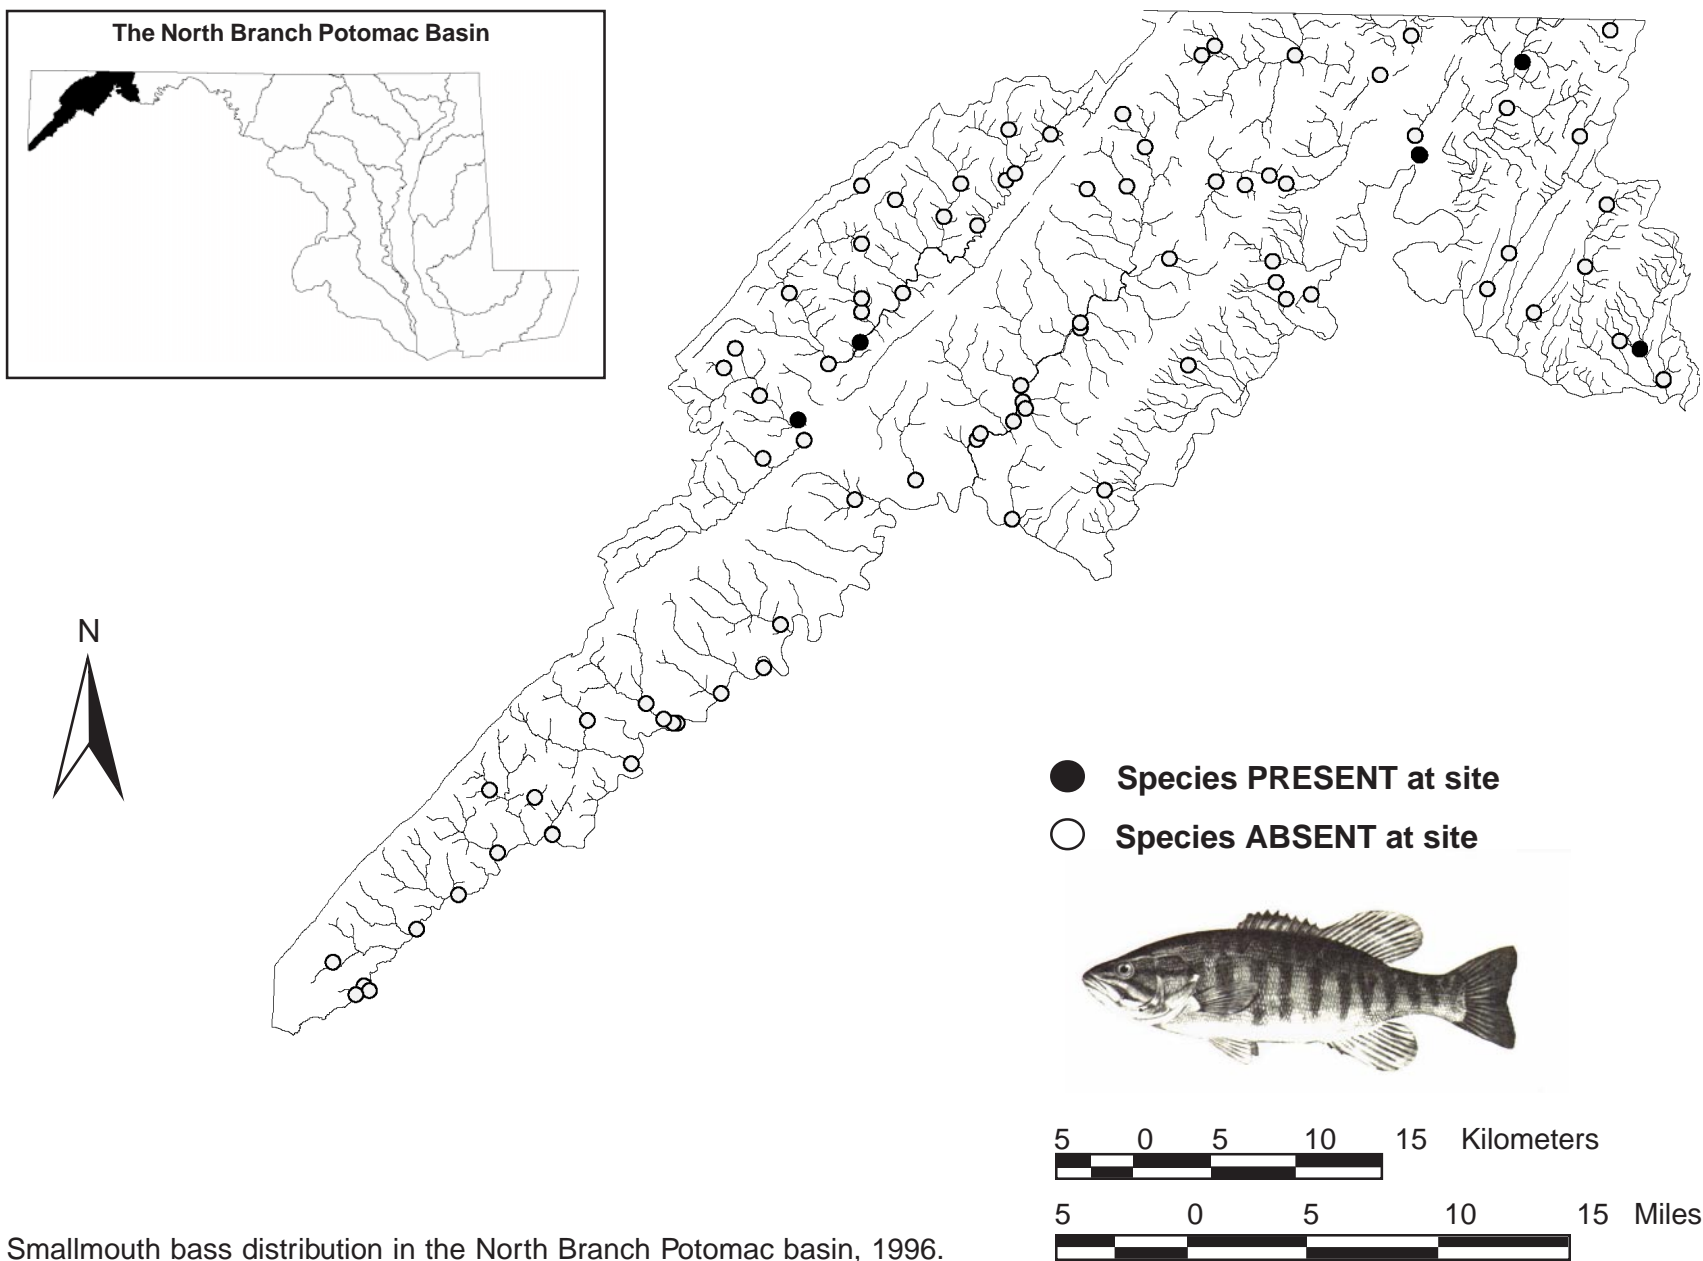 The North Branch Potomac Basin
N
Species PRESENT at site
Species ABSENT at site
5 0 5 10 15 Kilometers
5 0 5 10 15 Miles
Smallmouth bass distribution in the North Branch Potomac basin, 1996.